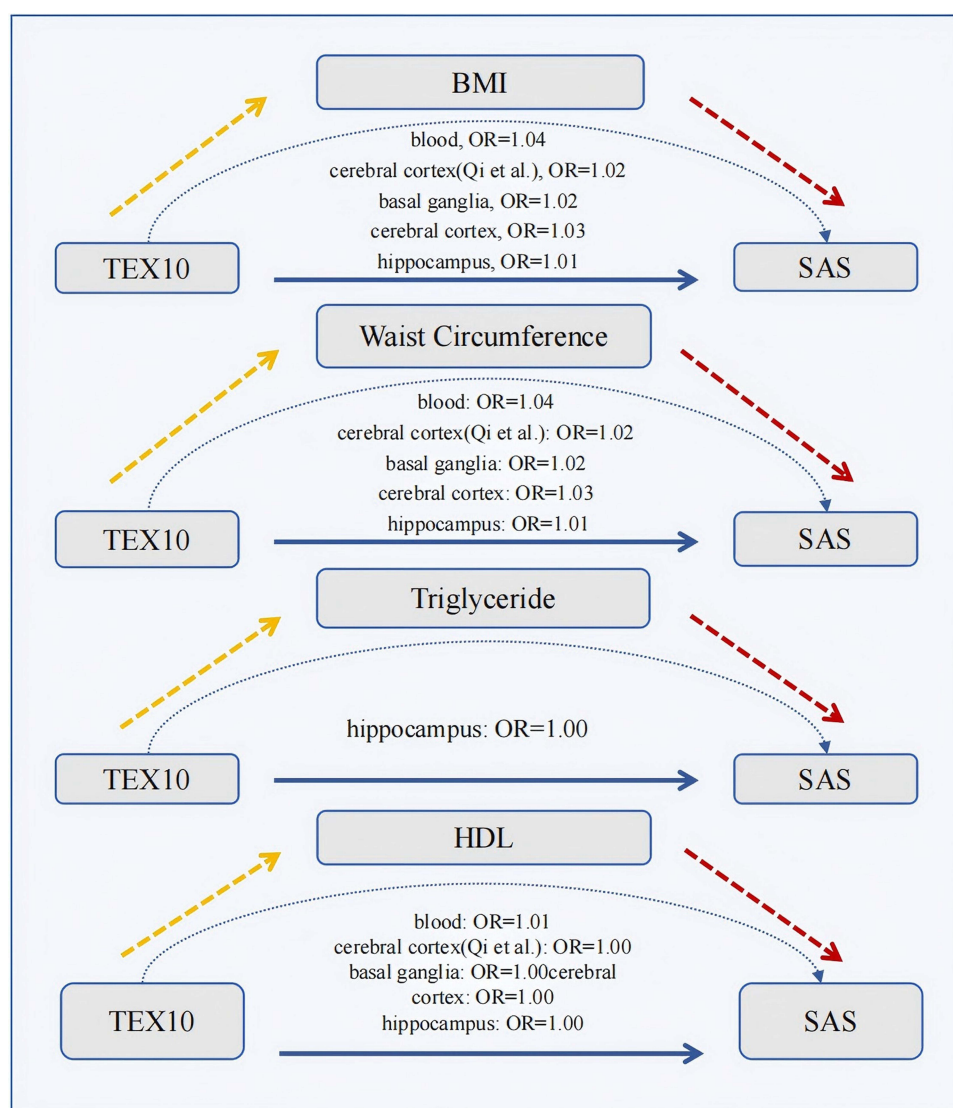 BMI
blood, OR=1.04
cerebral cortex(Qi et al.), OR=1.02
basal ganglia, OR=1.02
cerebral cortex, OR=1.03
hippocampus, OR=1.01
TEX10
SAS
Waist Circumference
blood: OR=1.04
cerebral cortex(Qi et al.): OR=1.02
basal ganglia: OR=1.02
cerebral cortex: OR=1.03
hippocampus: OR=1.01
TEX10
SAS
Triglyceride
hippocampus: OR=1.00
TEX10
SAS
HDL
blood: OR=1.01
cerebral cortex(Qi et al.): OR=1.00
basal ganglia: OR=1.00cerebral
cortex: OR=1.00
hippocampus: OR=1.00
TEX10
SAS